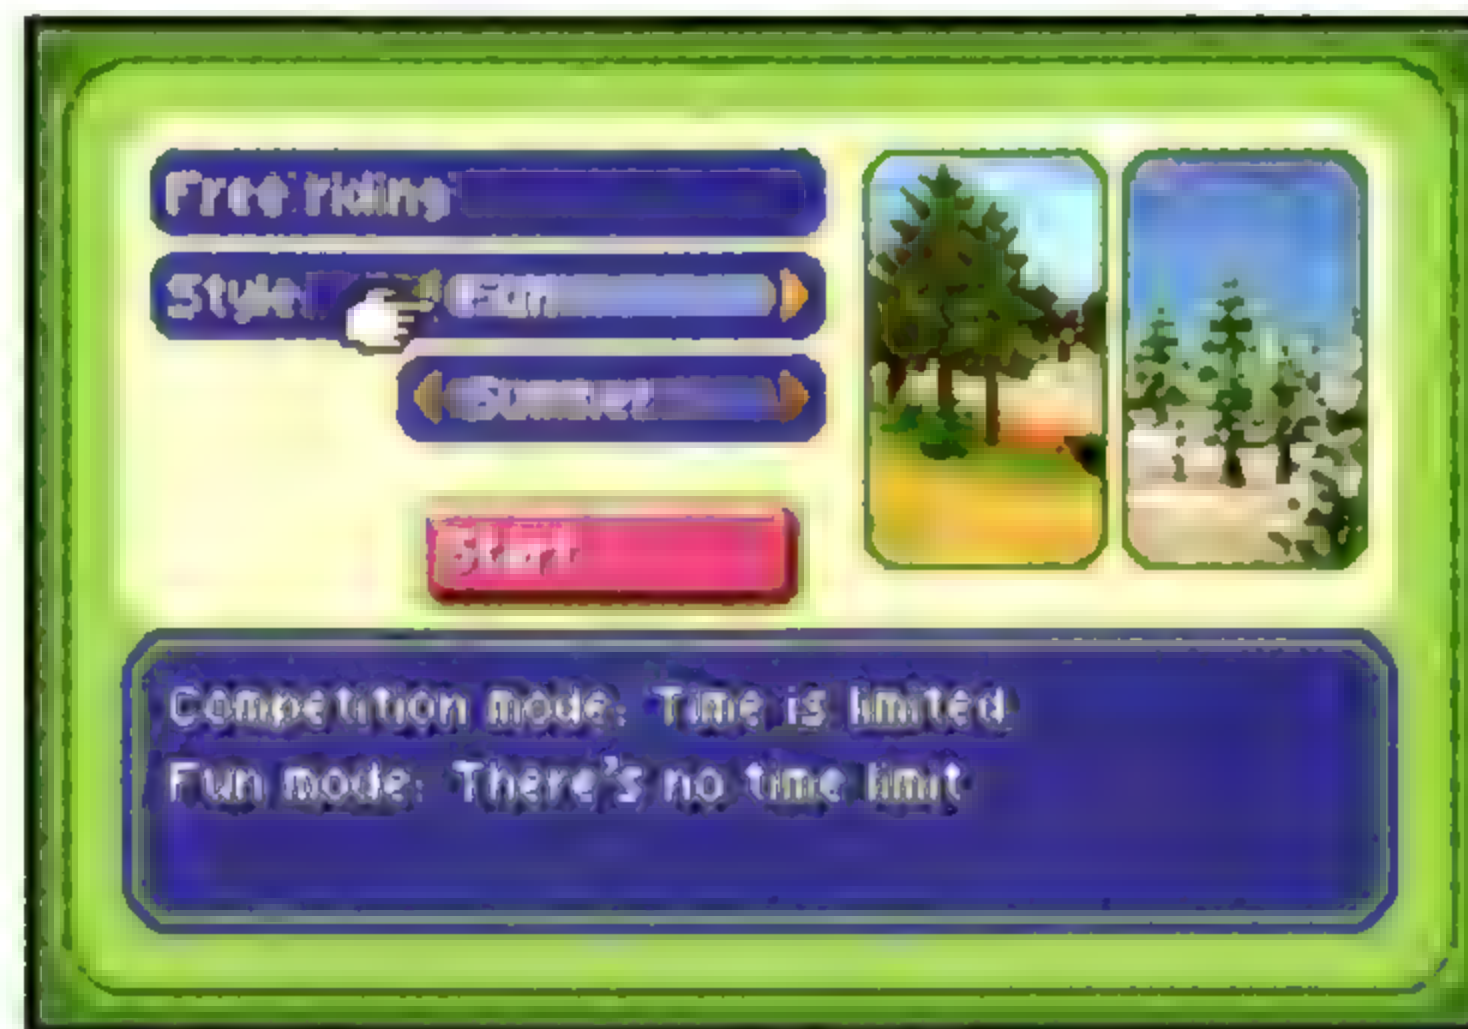 Free riding
Style
Fun
Summer
Start
Competition mode: Time is limited
Fun mode: There's no time limit